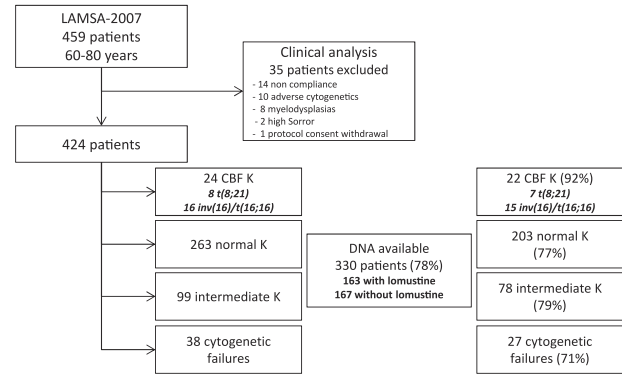 LAMSA-2007
459 patients
60-80 years
Clinical analysis
35 patients excluded
- 14 non compliance
- 10 adverse cytogenetics
- 8 myelodysplasias
- 2 high Sorror
- 1 protocol consent withdrawal
424 patients
24 CBF K
8 t(8;21)
16 inv(16)/t(16;16)
22 CBF K (92%)
7 t(8;21)
15 inv(16)/t(16;16)
263 normal K
DNA available
330 patients (78%)
163 with lomustine
167 without lomustine
203 normal K
(77%)
99 intermediate K
78 intermediate K
(79%)
38 cytogenetic
failures
27 cytogenetic
failures (71%)